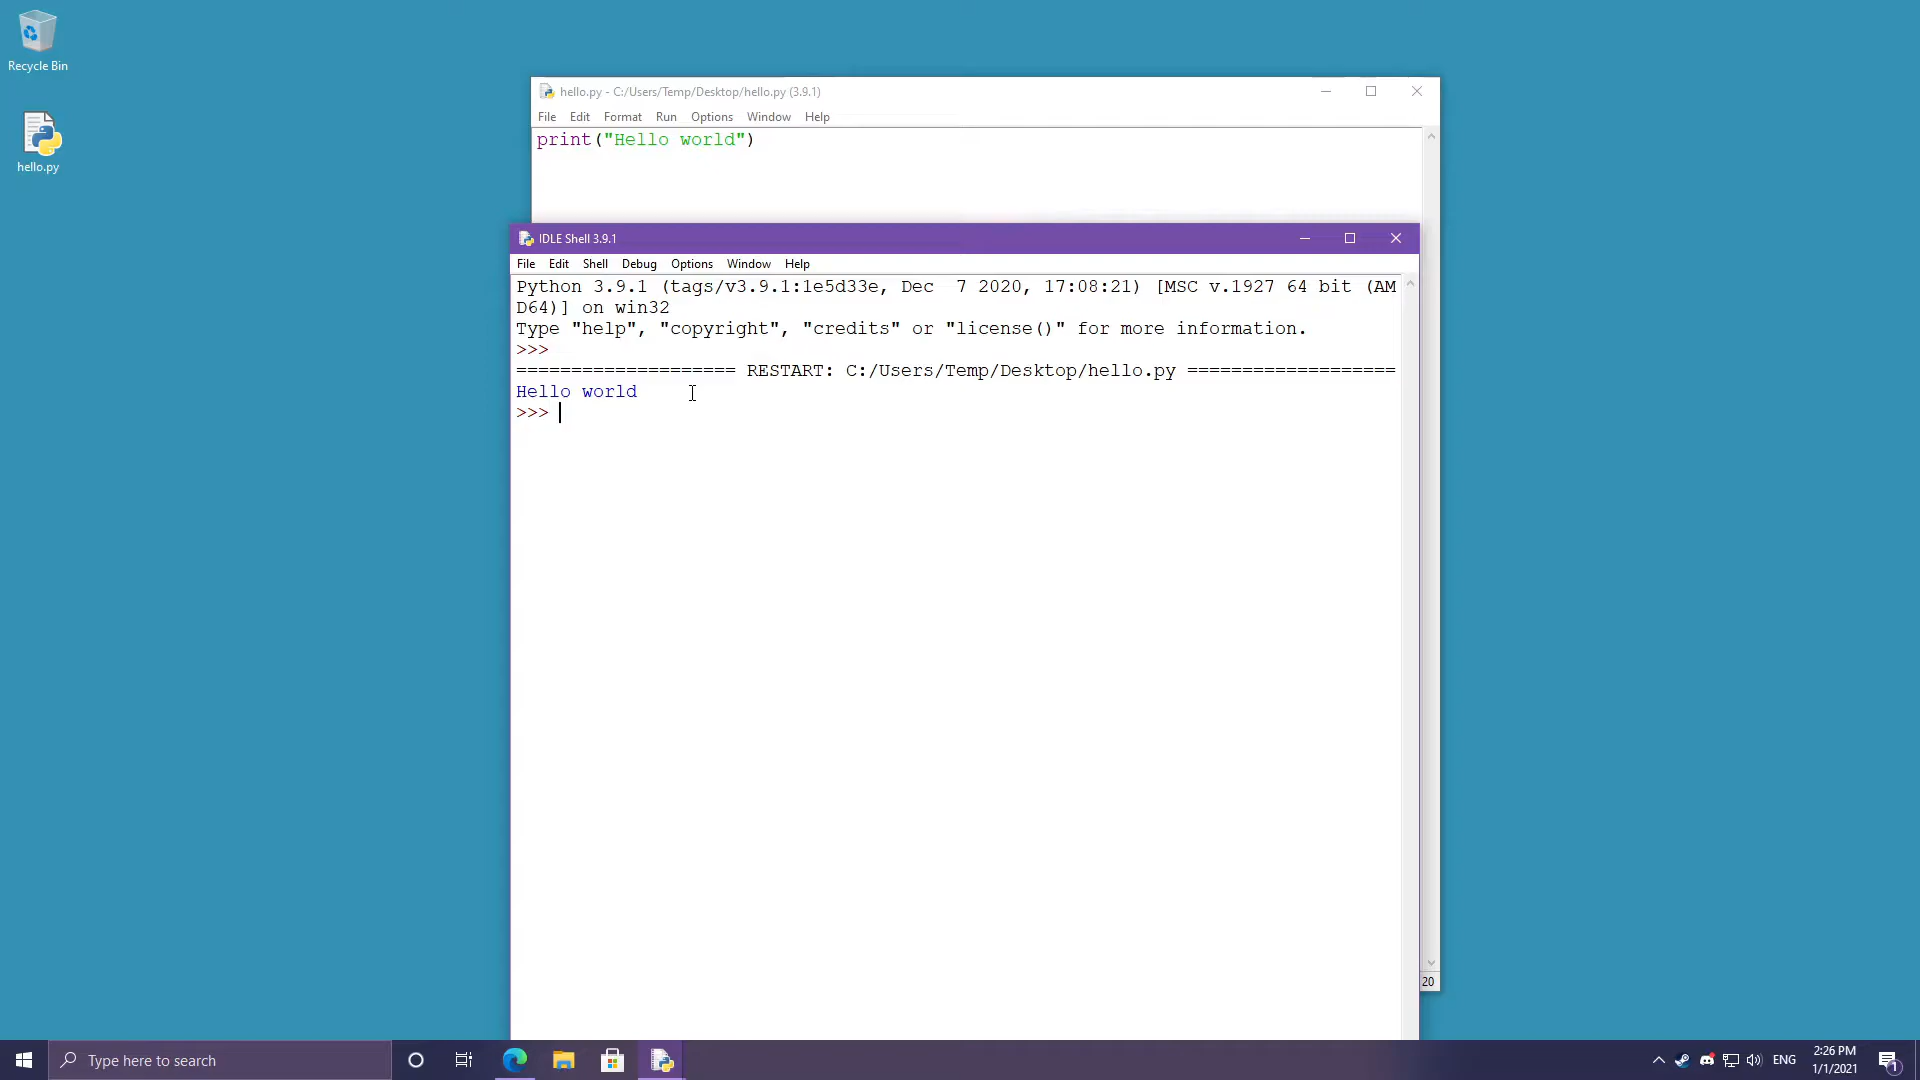 Recycle Bin
hello.py
hello.py - C:/Users/Temp/Desktop/hello.py (3.9.1)
File Edit Format Run Options Window Help
print("Hello world")
IDLE Shell 3.9.1
File Edit Shell Debug Options Window Help
Python 3.9.1 (tags/v3.9.1:1e5d33e, Dec  7 2020, 17:08:21) [MSC v.1927 64 bit (AM
D64)] on win32
Type "help", "copyright", "credits" or "license()" for more information.
>>>
==================== RESTART: C:/Users/Temp/Desktop/hello.py ===================
Hello world
>>>
20
Type here to search
ENG
2:26 PM
1/1/2021
1